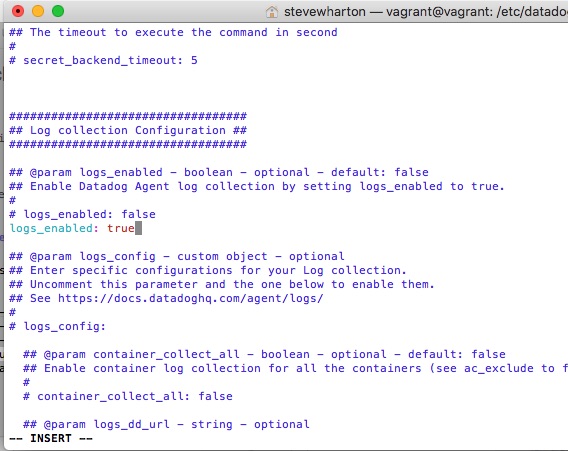 stevewharton — vagrant@vagrant: /etc/datado
## The timeout to execute the command in second
#
# secret_backend_timeout: 5
##################################
## Log collection Configuration ##
##################################
## @param logs_enabled - boolean - optional - default: false
## Enable Datadog Agent log collection by setting logs_enabled to true.
#
# logs_enabled: false
logs_enabled: true
## @param logs_config - custom object - optional
## Enter specific configurations for your Log collection.
## Uncomment this parameter and the one below to enable them.
## See https://docs.datadoghq.com/agent/logs/
#
# logs_config:
## @param container_collect_all - boolean - optional - default: false
## Enable container log collection for all the containers (see ac_exclude to f
#
# container_collect_all: false
## @param logs_dd_url - string - optional
-- INSERT --